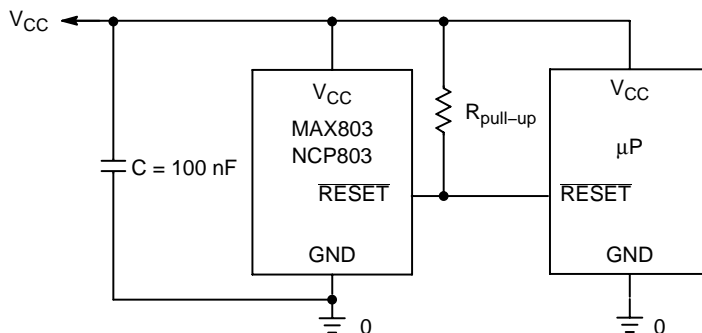 VCC
VCC
MAX803
NCP803
RESET
GND
C = 100 nF
Rpull–up
VCC
μP
RESET
GND
0
0